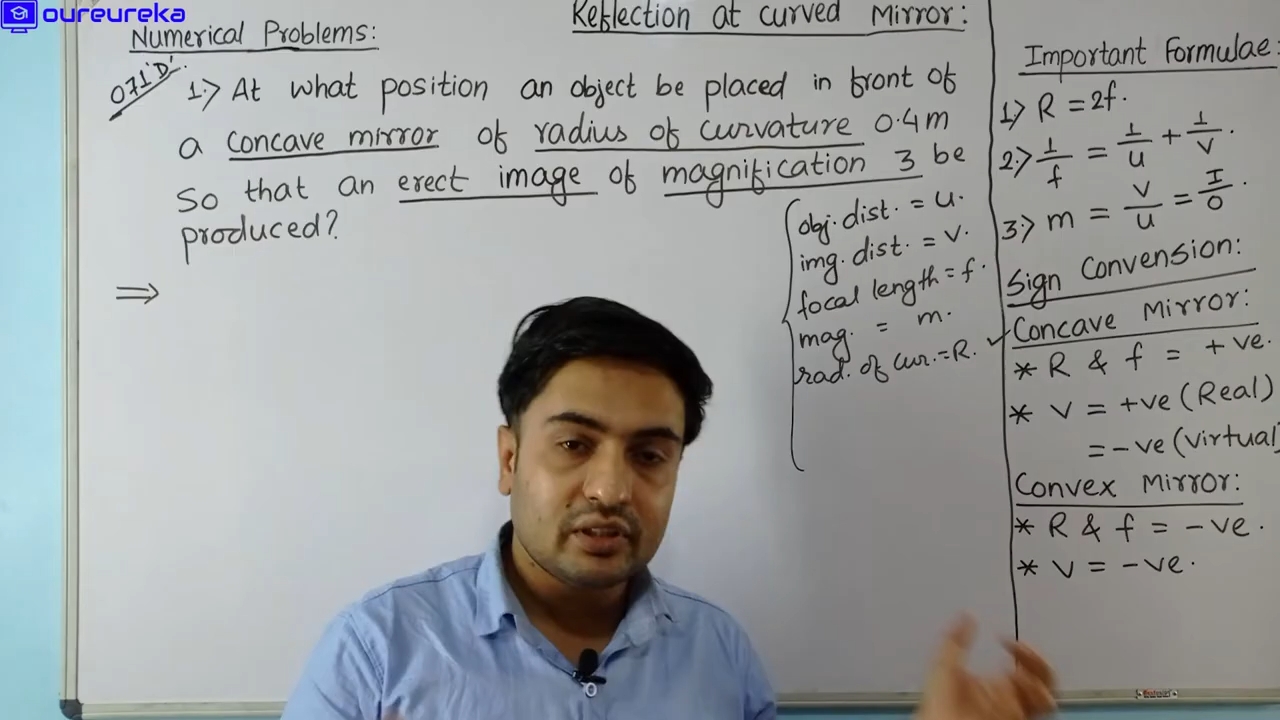 oureureka
Reflection at curved Mirror:
Numerical Problems:
071'D'.
1.> At what position an object be placed in front of
a concave mirror of radius of curvature 0.4m
So that an erect image of magnification 3 be
produced?
⇒
obj. dist. = u.
img. dist. = v.
focal length = f.
mag. = m.
rad. of cur. = R.
Important Formulae:
1.> R = 2f.
2.> 1/f = 1/u + 1/v.
3.> m = v/u = I/O.
Sign Convension:
✓ Concave Mirror:
* R & f = +ve.
* v = +ve (Real)
= -ve (virtual)
Convex Mirror:
* R & f = -ve.
* v = -ve.